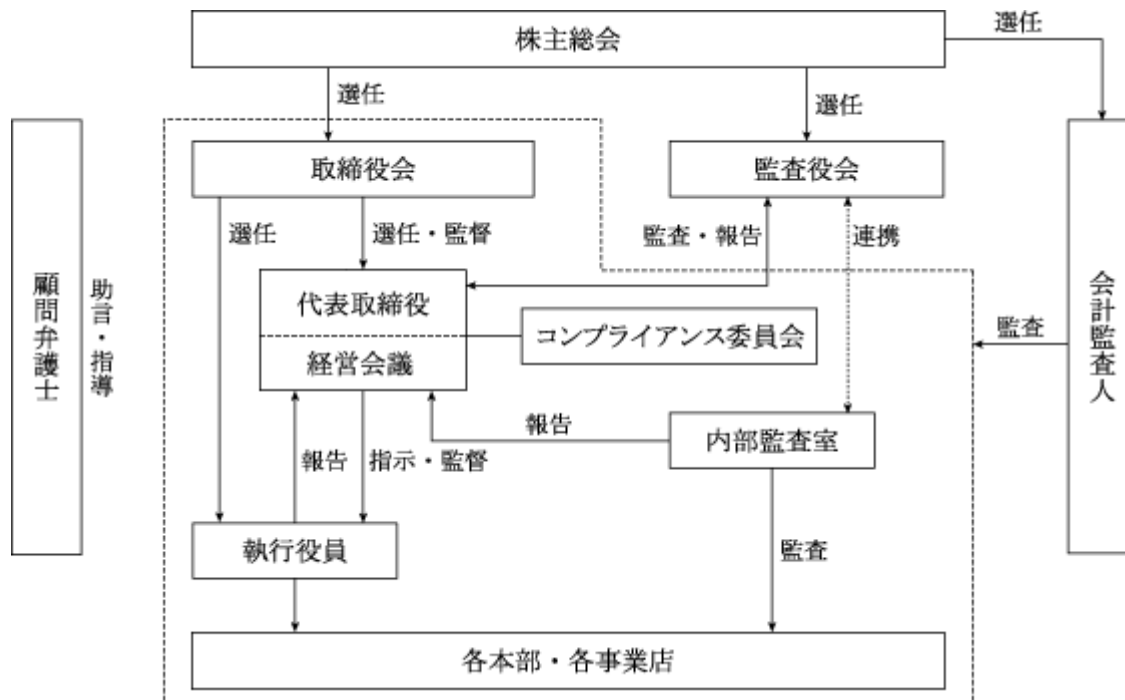 株主総会
選任
選任
選任
取締役会
監査役会
選任
選任・監督
監査・報告
連携
顧問弁護士
助言・指導
代表取締役
経営会議
コンプライアンス委員会
監査
会計監査人
報告
内部監査室
報告
指示・監督
執行役員
監査
各本部・各事業店